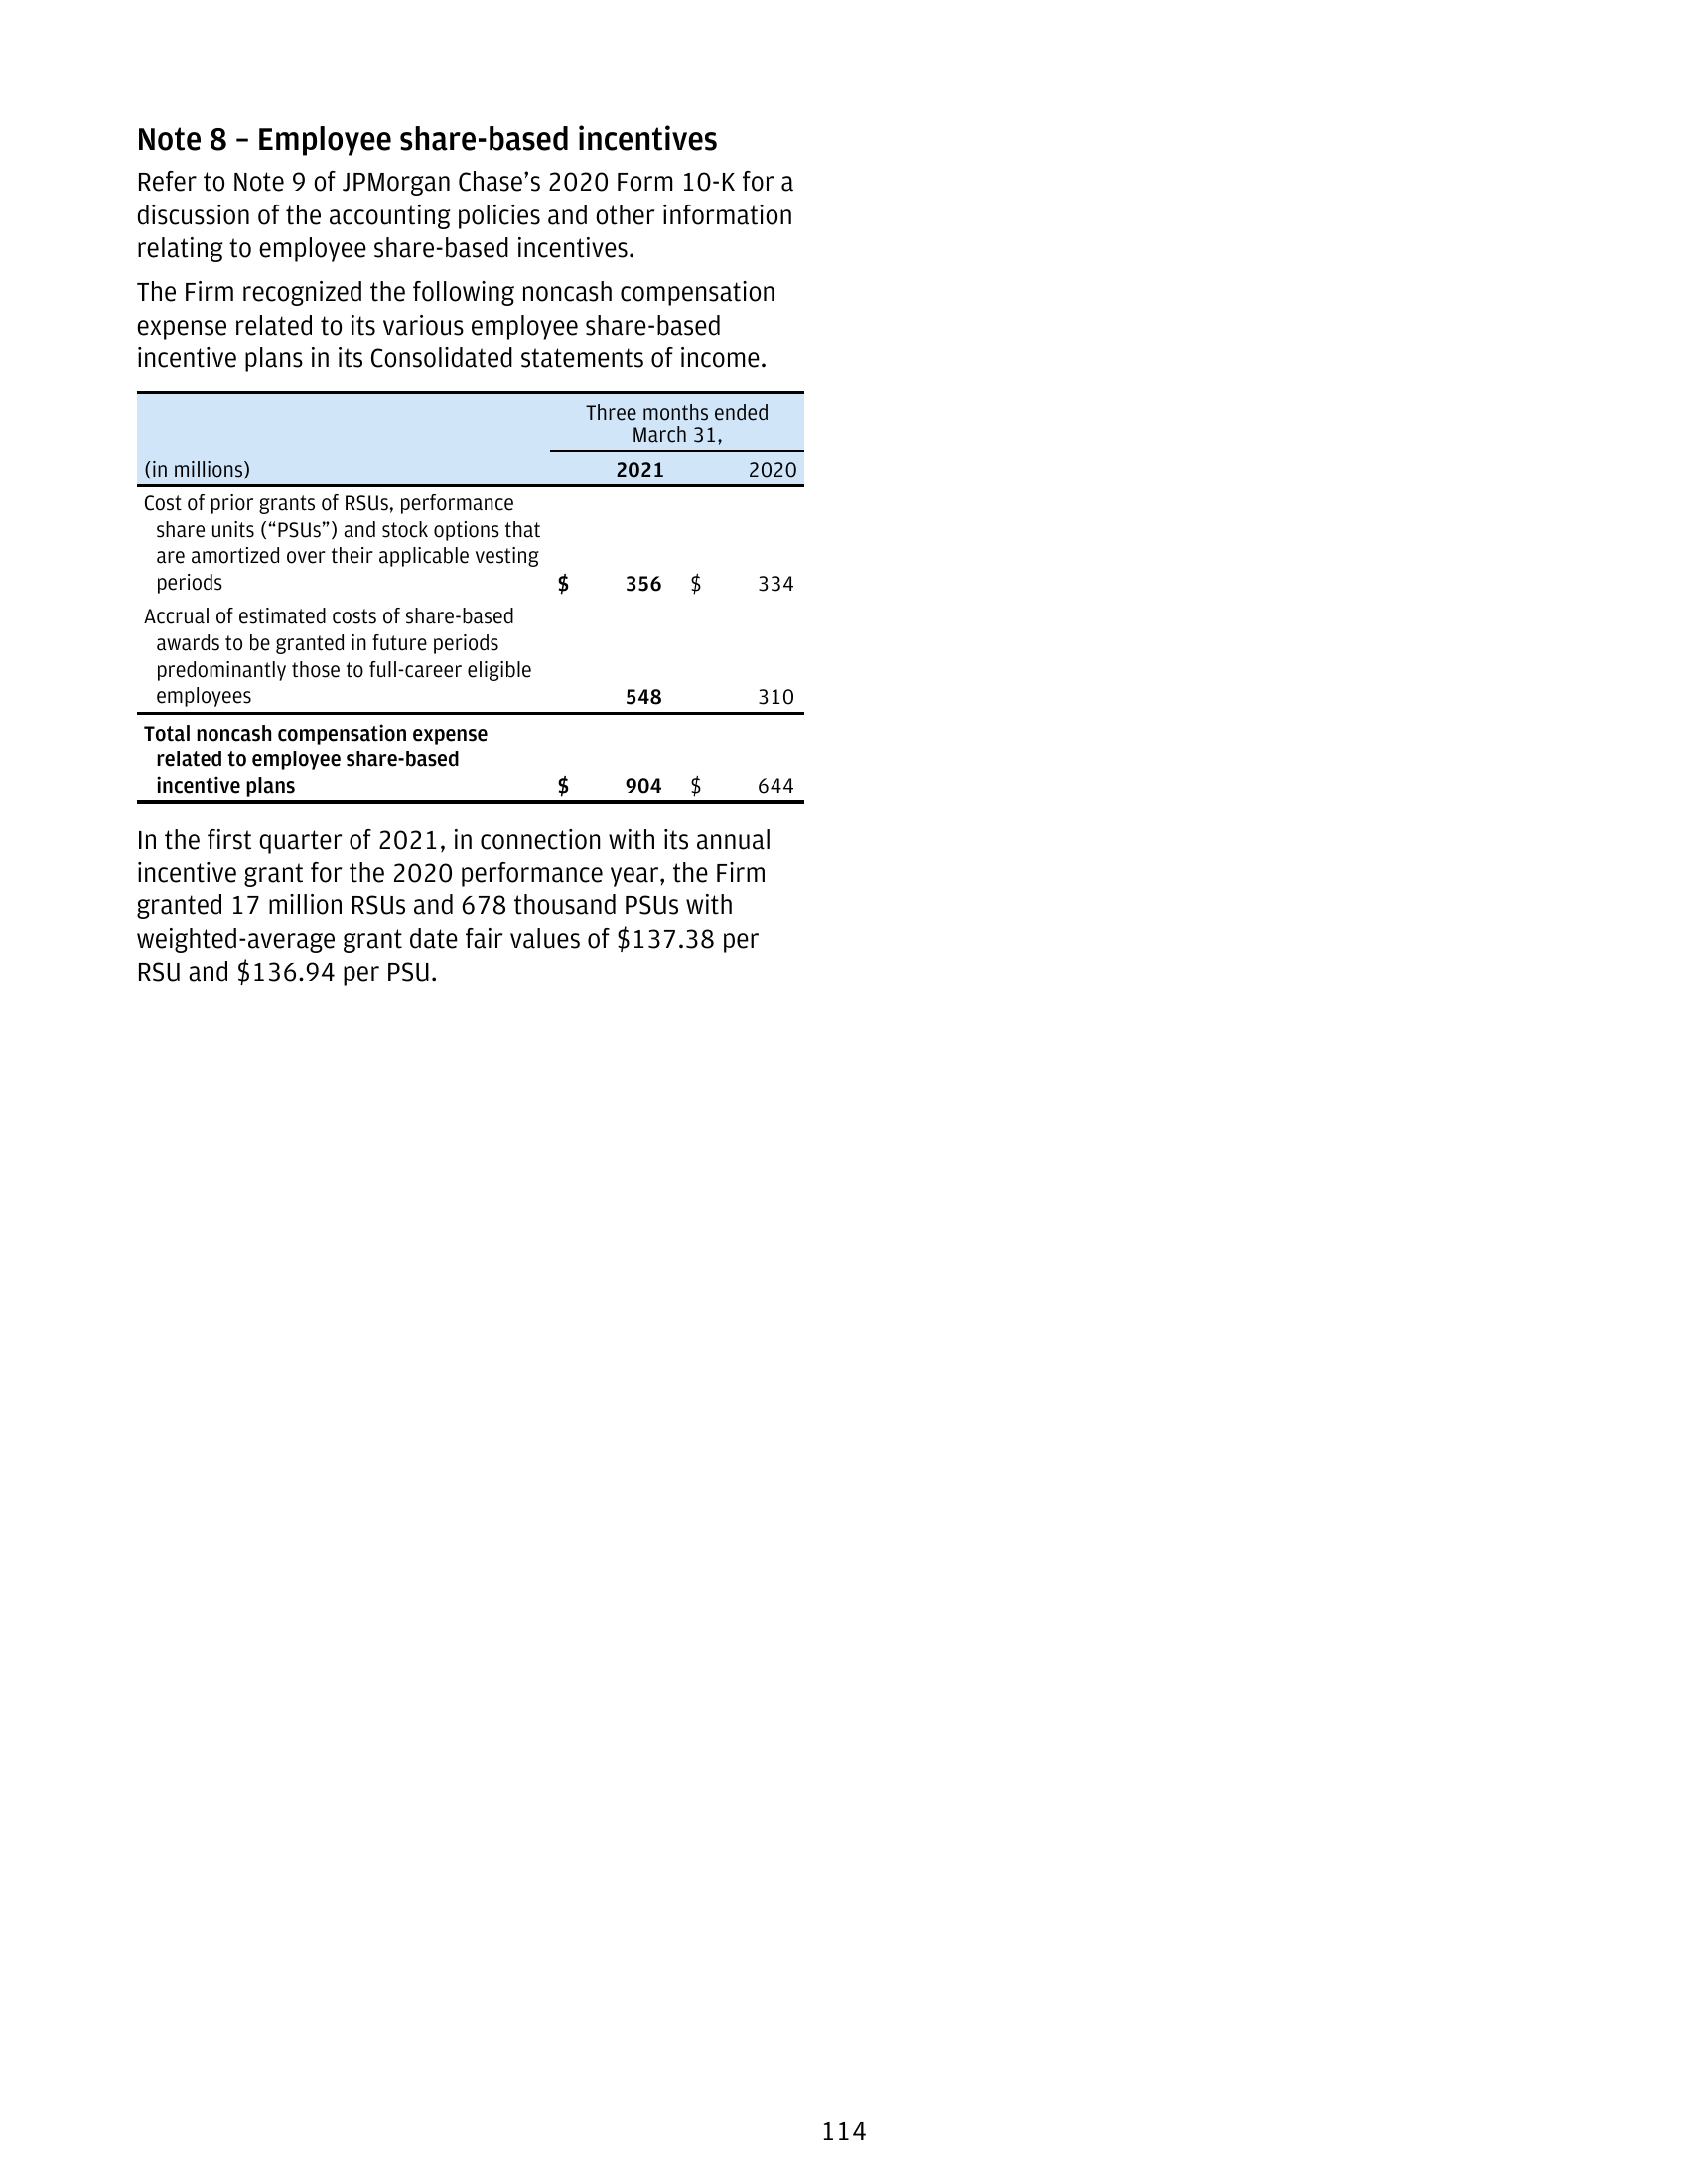 Note 8 – Employee share-based incentives
Refer to Note 9 of JPMorgan Chase’s 2020 Form 10-K for a
discussion of the accounting policies and other information
relating to employee share-based incentives.
The Firm recognized the following noncash compensation
expense related to its various employee share-based
incentive plans in its Consolidated statements of income.
Three months ended
March 31,
(in millions) 2021 2020
Cost of prior grants of RSUs, performance
share units (“PSUs”) and stock options that
are amortized over their applicable vesting
periods $ 356 $ 334
Accrual of estimated costs of share-based
awards to be granted in future periods
predominantly those to full-career eligible
employees 548 310
Total noncash compensation expense
related to employee share-based
incentive plans $ 904 $ 644
In the first quarter of 2021, in connection with its annual
incentive grant for the 2020 performance year, the Firm
granted 17 million RSUs and 678 thousand PSUs with
weighted-average grant date fair values of $137.38 per
RSU and $136.94 per PSU.
114